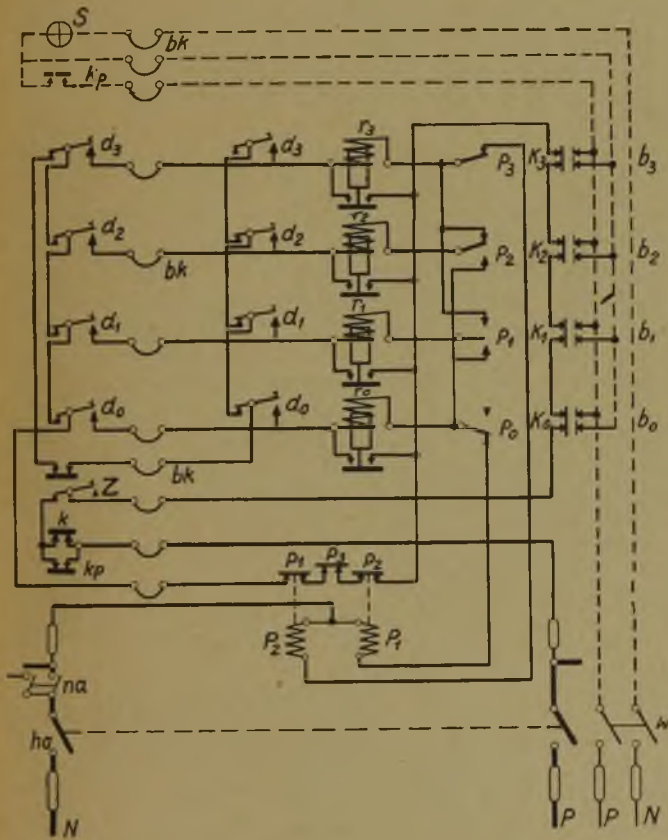 S
bk
kp
d₃ d₃ r₃ P₃ K₃ b₃
d₂ d₂ r₂ P₂ K₂ b₂
bk
d₁ d₁ r₁ P₁ K₁ b₁
d₀ d₀ r₀ P₀ K₀ b₀
bk
Z
k
kp
p₁ p₃ p₂
P₂ P₁
na
ha
N P P N